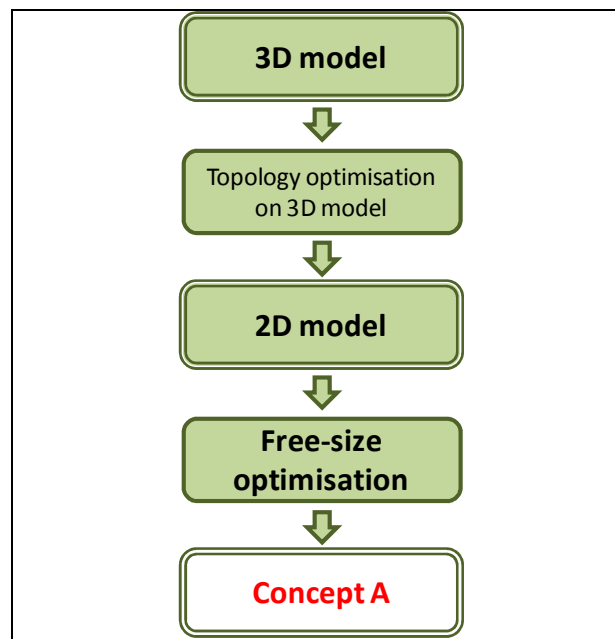 3D model
Topology optimisation
on 3D model
2D model
Free-size
optimisation
Concept A